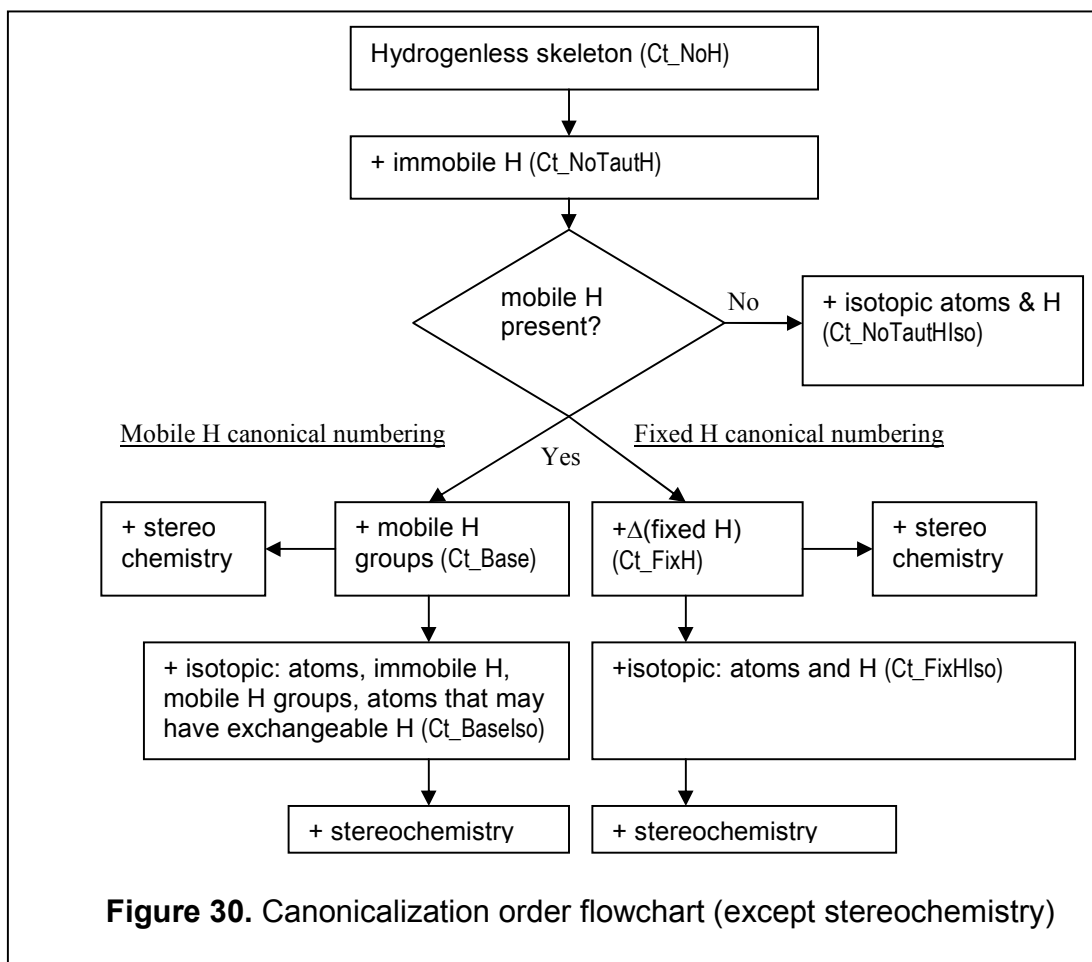 Hydrogenless skeleton (Ct_NoH)
+ immobile H (Ct_NoTautH)
mobile H
present?
No
+ isotopic atoms & H
(Ct_NoTautHIso)
Mobile H canonical numbering
Fixed H canonical numbering
Yes
+ stereo
chemistry
+ mobile H
groups (Ct_Base)
+Δ(fixed H)
(Ct_FixH)
+ stereo
chemistry
+ isotopic: atoms, immobile H,
mobile H groups, atoms that may
have exchangeable H (Ct_BaseIso)
+isotopic: atoms and H (Ct_FixHIso)
+ stereochemistry
+ stereochemistry
Figure 30. Canonicalization order flowchart (except stereochemistry)